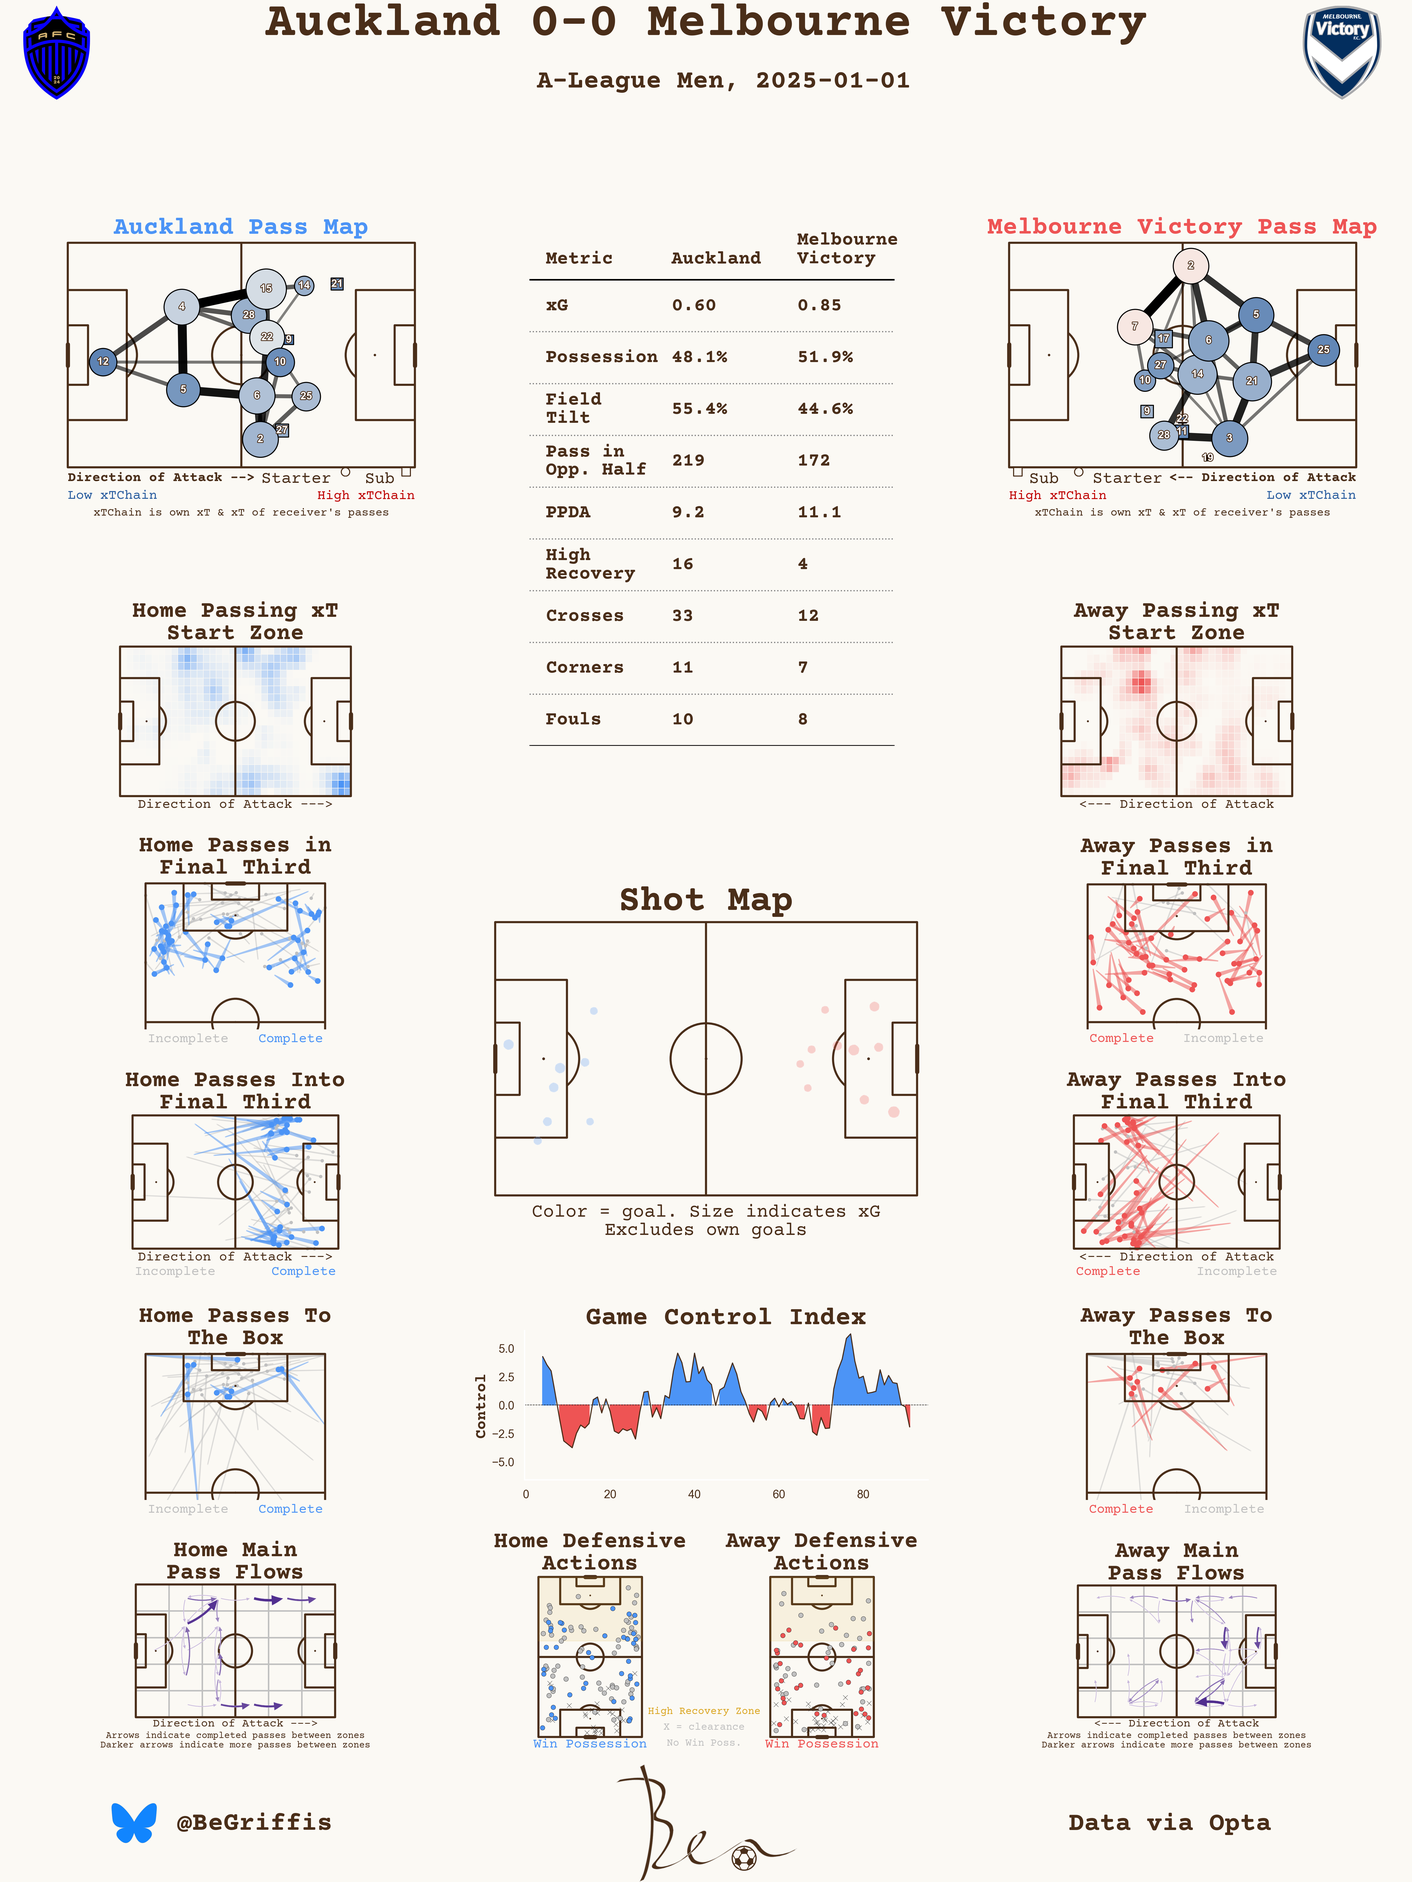 Auckland 0-0 Melbourne Victory
A-League Men, 2025-01-01
AFC
MELBOURNE
Victory
F.C.
Auckland Pass Map
12
4
5
15
14
21
28
22
9
10
6
25
27
2
Direction of Attack --> Starter Sub
Low xTChain High xTChain
xTChain is own xT & xT of receiver's passes
Metric Auckland Melbourne Victory
xG 0.60 0.85
Possession 48.1% 51.9%
Field Tilt 55.4% 44.6%
Pass in Opp. Half 219 172
PPDA 9.2 11.1
High Recovery 16 4
Crosses 33 12
Corners 11 7
Fouls 10 8
Melbourne Victory Pass Map
2
7
5
17
6
25
27
10
14
21
9
22
28
11
3
19
Sub Starter <-- Direction of Attack
High xTChain Low xTChain
xTChain is own xT & xT of receiver's passes
Home Passing xT
Start Zone
Direction of Attack --->
Away Passing xT
Start Zone
<--- Direction of Attack
Home Passes in
Final Third
Incomplete Complete
Away Passes in
Final Third
Complete Incomplete
Shot Map
Color = goal. Size indicates xG
Excludes own goals
Home Passes Into
Final Third
Direction of Attack --->
Incomplete Complete
Away Passes Into
Final Third
<--- Direction of Attack
Complete Incomplete
Home Passes To
The Box
Incomplete Complete
Game Control Index
Control
5.0
2.5
0.0
−2.5
−5.0
0 20 40 60 80
Away Passes To
The Box
Complete Incomplete
Home Main
Pass Flows
Direction of Attack --->
Arrows indicate completed passes between zones
Darker arrows indicate more passes between zones
Home Defensive
Actions
Win Possession
Away Defensive
Actions
Win Possession
High Recovery Zone
X = clearance
No Win Poss.
Away Main
Pass Flows
<--- Direction of Attack
Arrows indicate completed passes between zones
Darker arrows indicate more passes between zones
@BeGriffis
Ben
Data via Opta